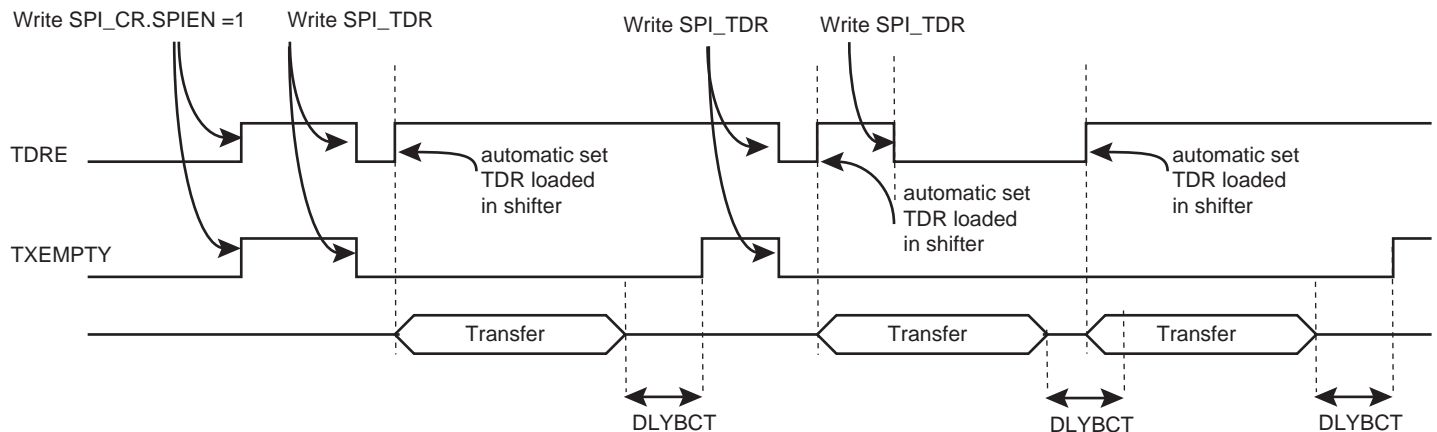 Write SPI_CR.SPIEN =1
Write SPI_TDR
Write SPI_TDR
Write SPI_TDR
TDRE
automatic set
TDR loaded
in shifter
automatic set
TDR loaded
in shifter
automatic set
TDR loaded
in shifter
TXEMPTY
Transfer
Transfer
Transfer
DLYBCT
DLYBCT
DLYBCT